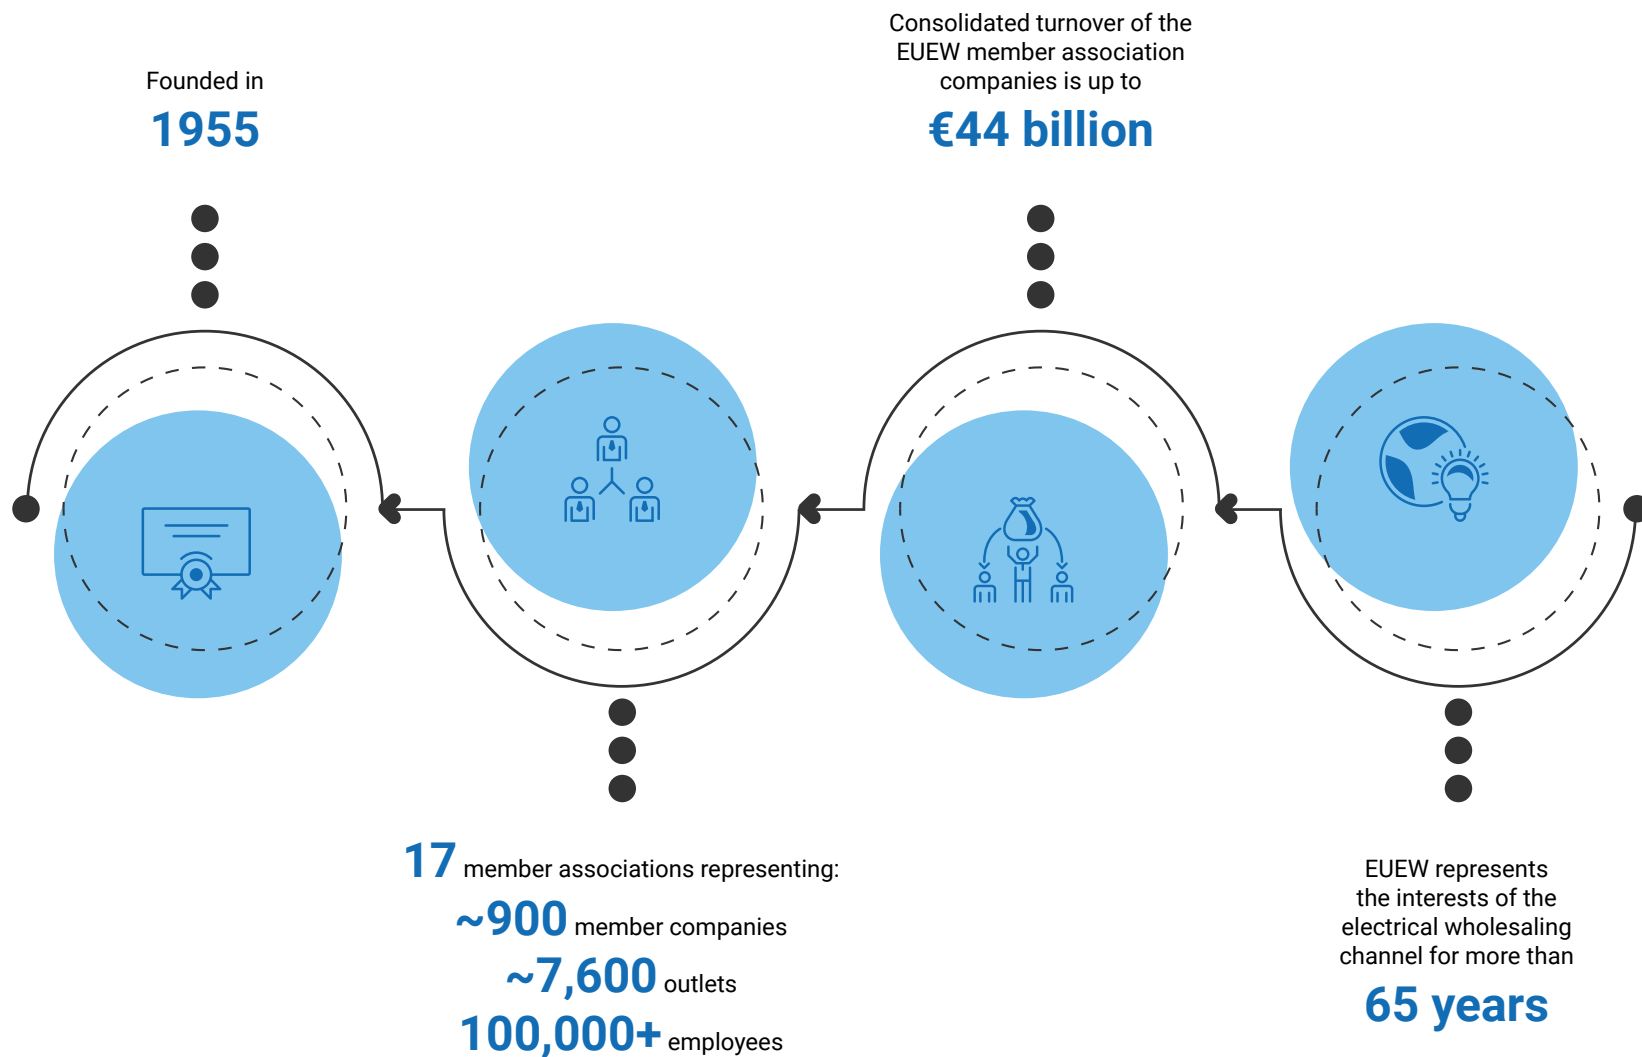 Founded in
1955
17 member associations representing:
~900 member companies
~7,600 outlets
100,000+ employees
Consolidated turnover of the
EUEW member association
companies is up to
€44 billion
EUEW represents
the interests of the
electrical wholesaling
channel for more than
65 years